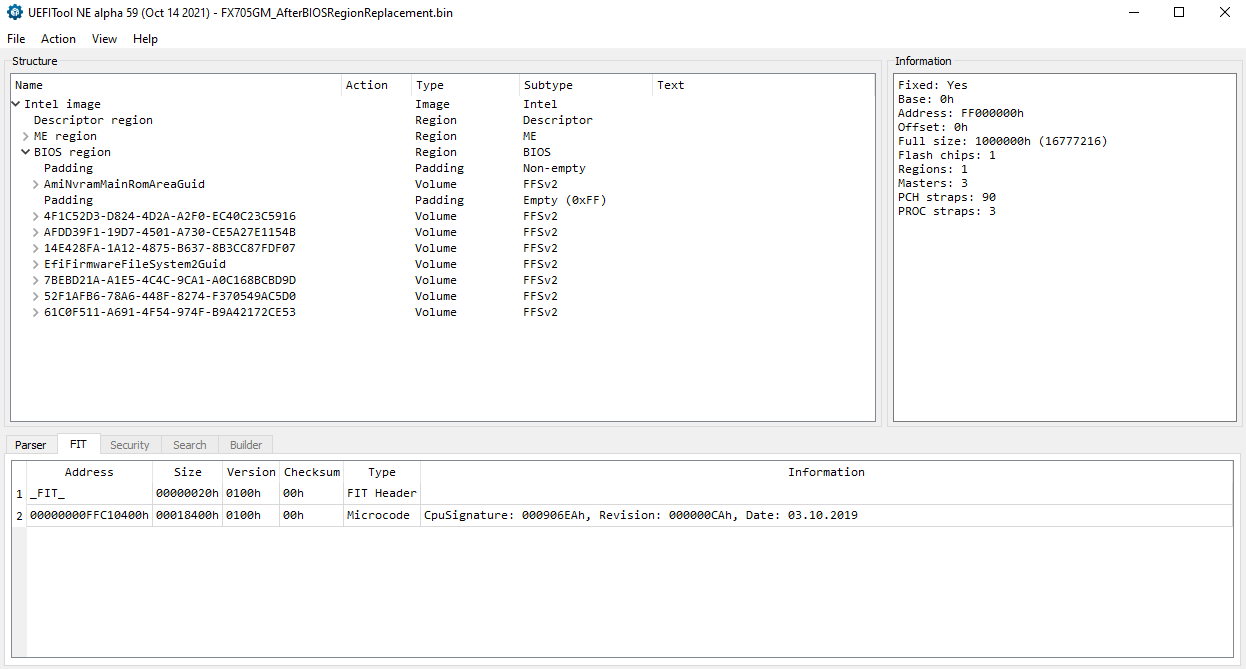 UEFITool NE alpha 59 (Oct 14 2021) - FX705GM_AfterBIOSRegionReplacement.bin
File Action View Help
Structure
Name Action Type Subtype Text
Intel image Image Intel
Descriptor region Region Descriptor
ME region Region ME
BIOS region Region BIOS
Padding Padding Non-empty
AmiNvramMainRomAreaGuid Volume FFSv2
Padding Padding Empty (0xFF)
4F1C52D3-D824-4D2A-A2F0-EC40C23C5916 Volume FFSv2
AFDD39F1-19D7-4501-A730-CE5A27E1154B Volume FFSv2
14E428FA-1A12-4875-B637-8B3CC87FDF07 Volume FFSv2
EfiFirmwareFileSystem2Guid Volume FFSv2
7BEBD21A-A1E5-4C4C-9CA1-A0C168BCBD9D Volume FFSv2
52F1AFB6-78A6-448F-8274-F370549AC5D0 Volume FFSv2
61C0F511-A691-4F54-974F-B9A42172CE53 Volume FFSv2
Information
Fixed: Yes
Base: 0h
Address: FF000000h
Offset: 0h
Full size: 1000000h (16777216)
Flash chips: 1
Regions: 1
Masters: 3
PCH straps: 90
PROC straps: 3
Parser FIT Security Search Builder
Address Size Version Checksum Type Information
1 _FIT_ 00000020h 0100h 00h FIT Header
2 00000000FFC10400h 00018400h 0100h 00h Microcode CpuSignature: 000906EAh, Revision: 000000CAh, Date: 03.10.2019